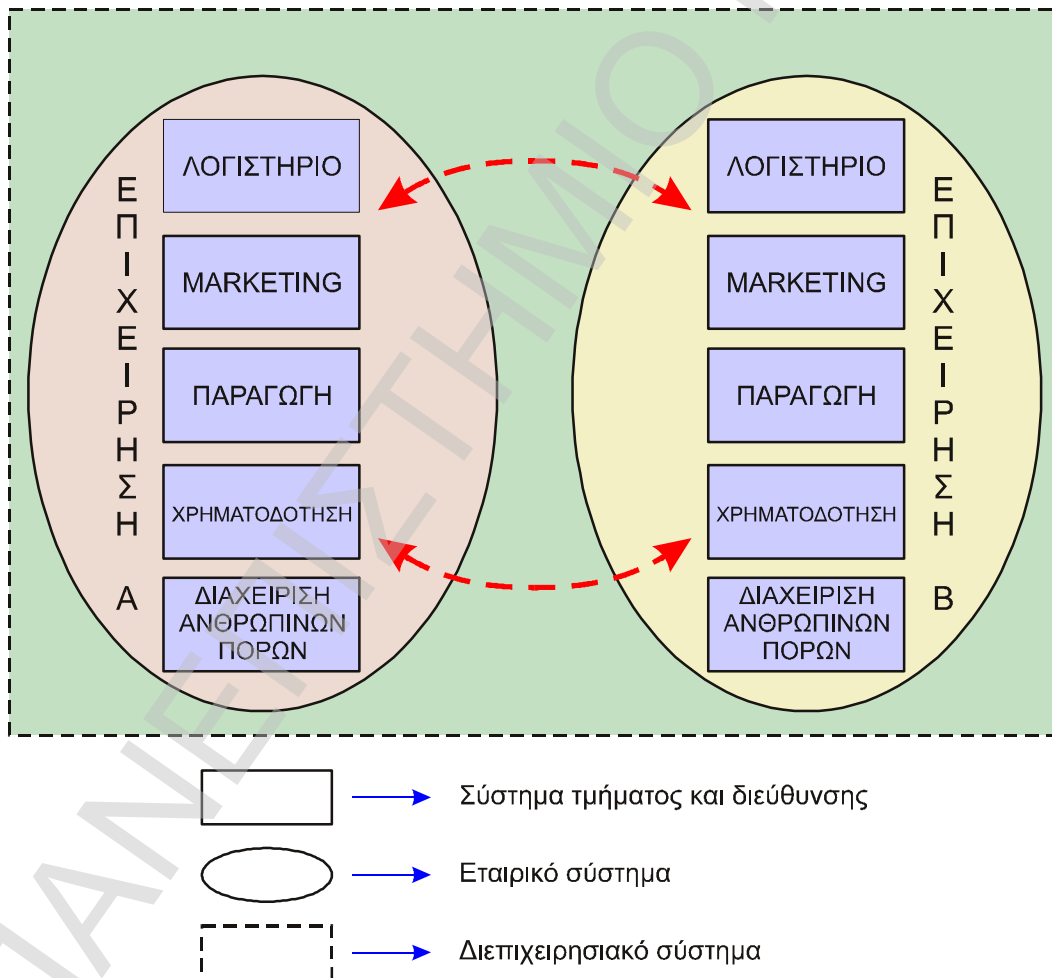 ΕΠΙΧΕΙΡΗΣΗ Α
ΛΟΓΙΣΤΗΡΙΟ
MARKETING
ΠΑΡΑΓΩΓΗ
ΧΡΗΜΑΤΟΔΟΤΗΣΗ
ΔΙΑΧΕΙΡΙΣΗ
ΑΝΘΡΩΠΙΝΩΝ
ΠΟΡΩΝ
ΛΟΓΙΣΤΗΡΙΟ
MARKETING
ΠΑΡΑΓΩΓΗ
ΧΡΗΜΑΤΟΔΟΤΗΣΗ
ΔΙΑΧΕΙΡΙΣΗ
ΑΝΘΡΩΠΙΝΩΝ
ΠΟΡΩΝ
ΕΠΙΧΕΙΡΗΣΗ Β
Σύστημα τμήματος και διεύθυνσης
Εταιρικό σύστημα
Διεπιχειρησιακό σύστημα
ΠΑΝΕΠΙΣΤΗΜΙΟ